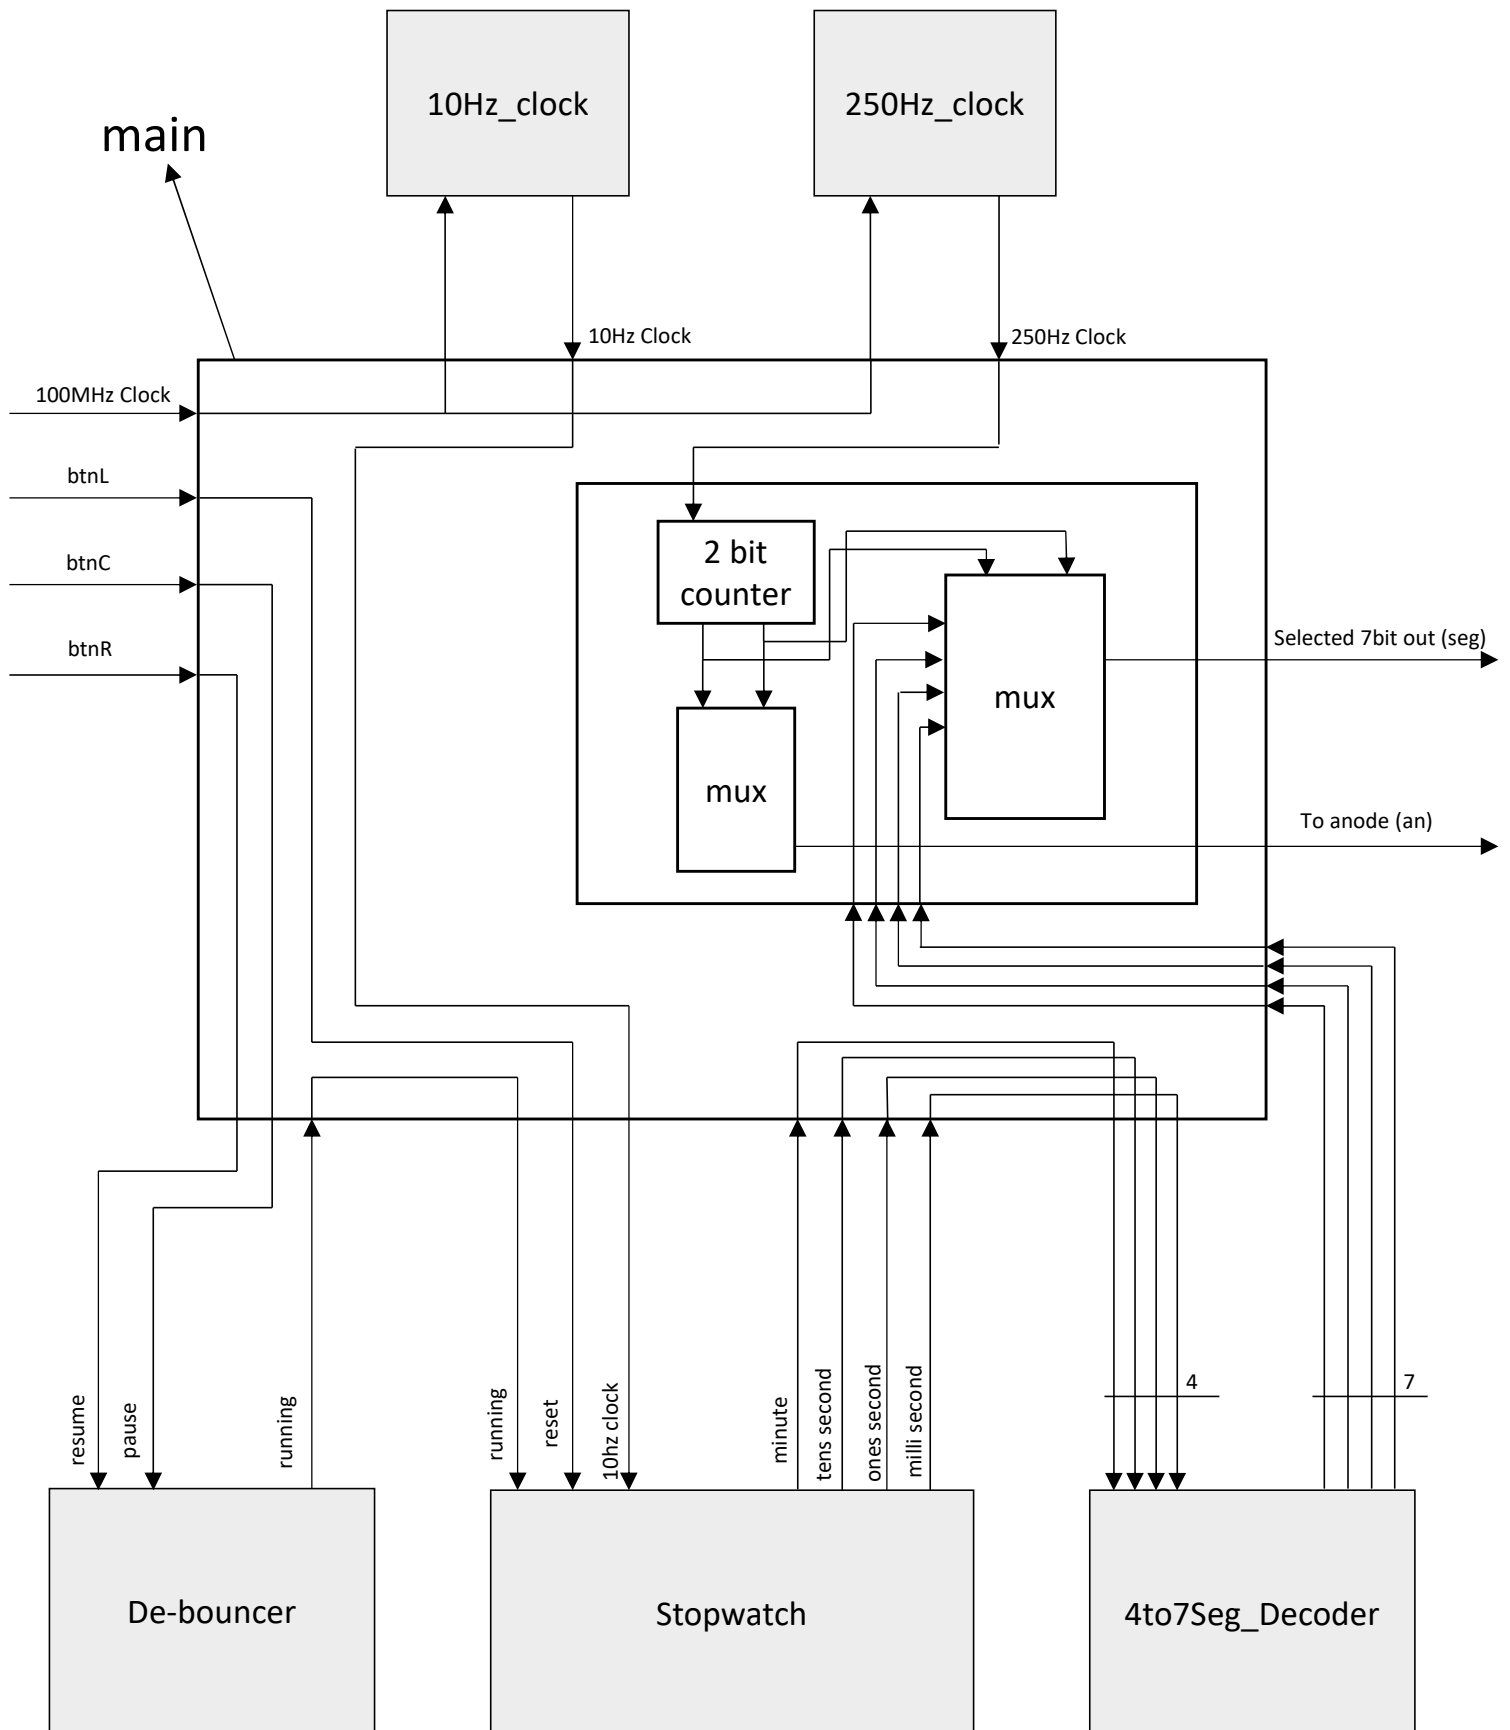 10Hz_clock
250Hz_clock
main
10Hz Clock
250Hz Clock
100MHz Clock
btnL
btnC
btnR
2 bit
counter
mux
mux
Selected 7bit out (seg)
To anode (an)
resume
pause
running
running
reset
10hz clock
minute
tens second
ones second
milli second
4
7
De-bouncer
Stopwatch
4to7Seg_Decoder